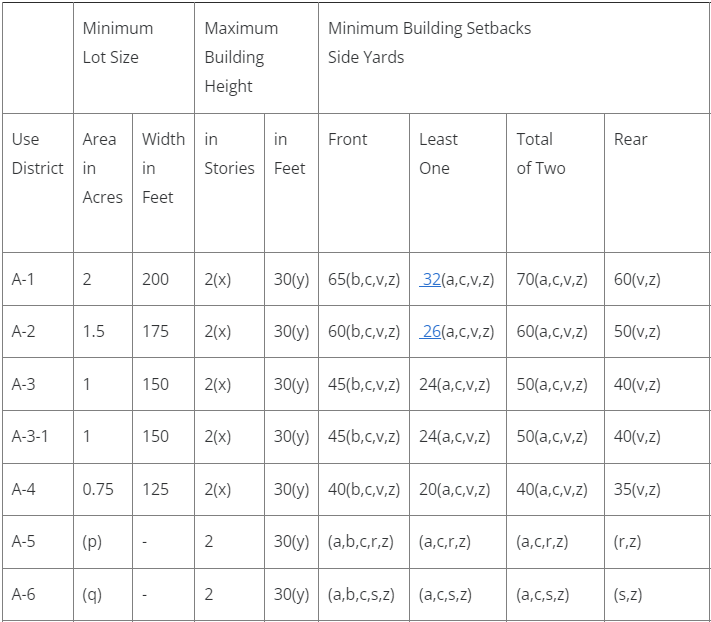 Minimum Lot Size Maximum Building Height Minimum Building Setbacks Side Yards
Use District Area in Acres Width in Feet in Stories in Feet Front Least One Total of Two Rear
A-1 2 200 2(x) 30(y) 65(b,c,v,z) 32(a,c,v,z) 70(a,c,v,z) 60(v,z)
A-2 1.5 175 2(x) 30(y) 60(b,c,v,z) 26(a,c,v,z) 60(a,c,v,z) 50(v,z)
A-3 1 150 2(x) 30(y) 45(b,c,v,z) 24(a,c,v,z) 50(a,c,v,z) 40(v,z)
A-3-1 1 150 2(x) 30(y) 45(b,c,v,z) 24(a,c,v,z) 50(a,c,v,z) 40(v,z)
A-4 0.75 125 2(x) 30(y) 40(b,c,v,z) 20(a,c,v,z) 40(a,c,v,z) 35(v,z)
A-5 (p) - 2 30(y) (a,b,c,r,z) (a,c,r,z) (a,c,r,z) (r,z)
A-6 (q) - 2 30(y) (a,b,c,s,z) (a,c,s,z) (a,c,s,z) (s,z)